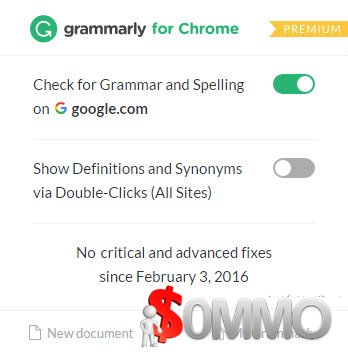 grammarly for Chrome
PREMIUM
Check for Grammar and Spelling
on google.com
Show Definitions and Synonyms
via Double-Clicks (All Sites)
No critical and advanced fixes
since February 3, 2016
$OMMO
New document